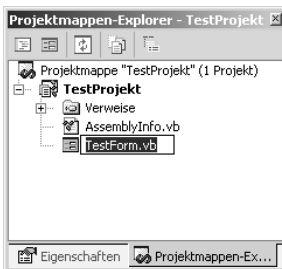 Projektmappen-Explorer - TestProjekt
Projektmappe "TestProjekt" (1 Projekt)
TestProjekt
Verweise
AssemblyInfo.vb
TestForm.vb
Eigenschaften
Projektmappen-Ex...